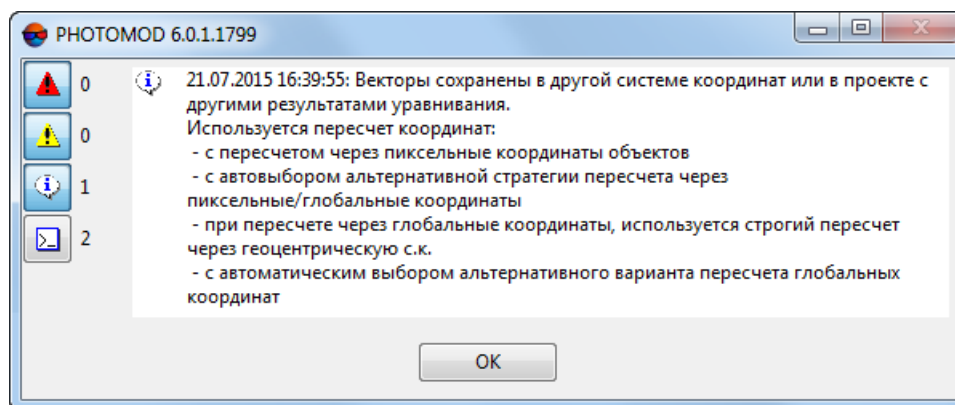 PHOTOMOD 6.0.1.1799
0
0
1
2
21.07.2015 16:39:55: Векторы сохранены в другой системе координат или в проекте с
другими результатами уравнивания.
Используется пересчет координат:
- с пересчетом через пиксельные координаты объектов
- с автовыбором альтернативной стратегии пересчета через
пиксельные/глобальные координаты
- при пересчете через глобальные координаты, используется строгий пересчет
через геоцентрическую с.к.
- с автоматическим выбором альтернативного варианта пересчета глобальных
координат
OK